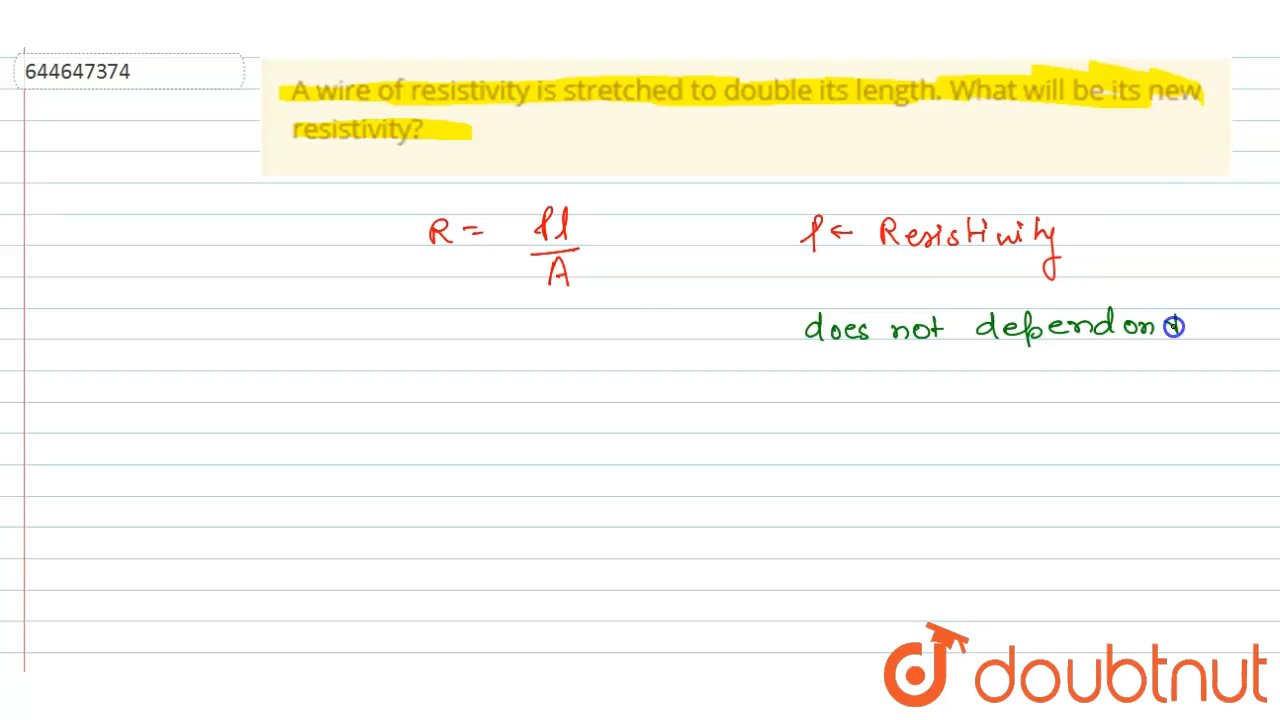 644647374
A wire of resistivity is stretched to double its length. What will be its new
resistivity?
R = ρl/A
ρ ← Resistivity
does not depend on
doubtnut